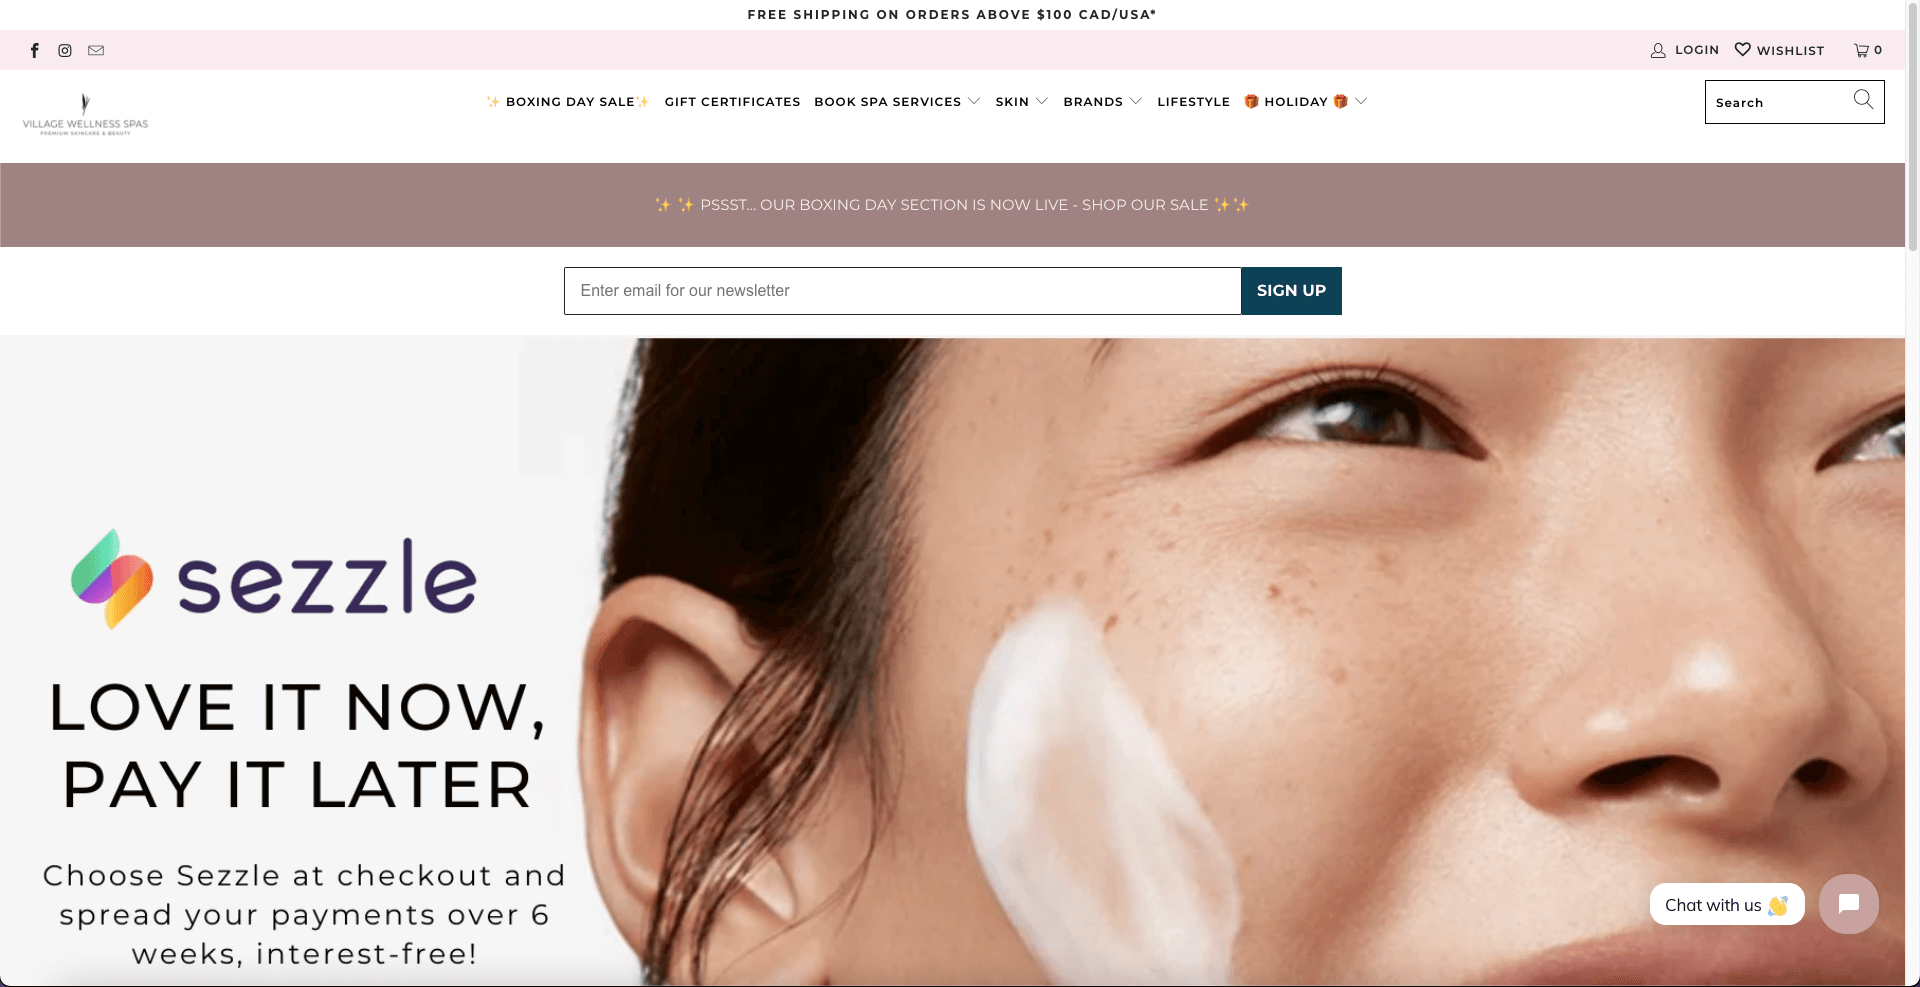 FREE SHIPPING ON ORDERS ABOVE $100 CAD/USA*
LOGIN
WISHLIST
0
VILLAGE WELLNESS SPAS
PREMIUM SKINCARE & BEAUTY
✨ BOXING DAY SALE✨
GIFT CERTIFICATES
BOOK SPA SERVICES
SKIN
BRANDS
LIFESTYLE
🎁 HOLIDAY 🎁
Search
✨ ✨ PSSST... OUR BOXING DAY SECTION IS NOW LIVE - SHOP OUR SALE ✨✨
Enter email for our newsletter
SIGN UP
sezzle
LOVE IT NOW,
PAY IT LATER
Choose Sezzle at checkout and
spread your payments over 6
weeks, interest-free!
Chat with us 👋